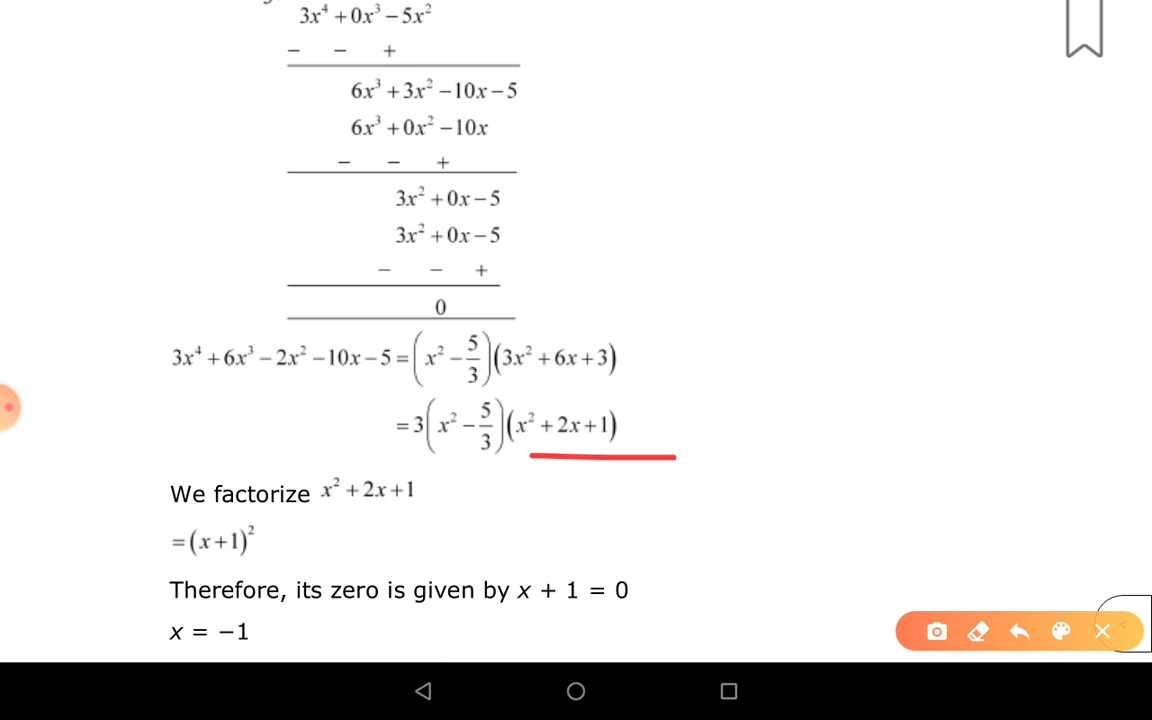 3x⁴ + 0x³ − 5x²
− − +
6x³ + 3x² − 10x − 5
6x³ + 0x² − 10x
− − +
3x² + 0x − 5
3x² + 0x − 5
− − +
0
3x⁴ + 6x³ − 2x² − 10x − 5 = (x² − 5/3)(3x² + 6x + 3)
= 3(x² − 5/3)(x² + 2x + 1)
We factorize x² + 2x + 1
= (x + 1)²
Therefore, its zero is given by x + 1 = 0
x = −1